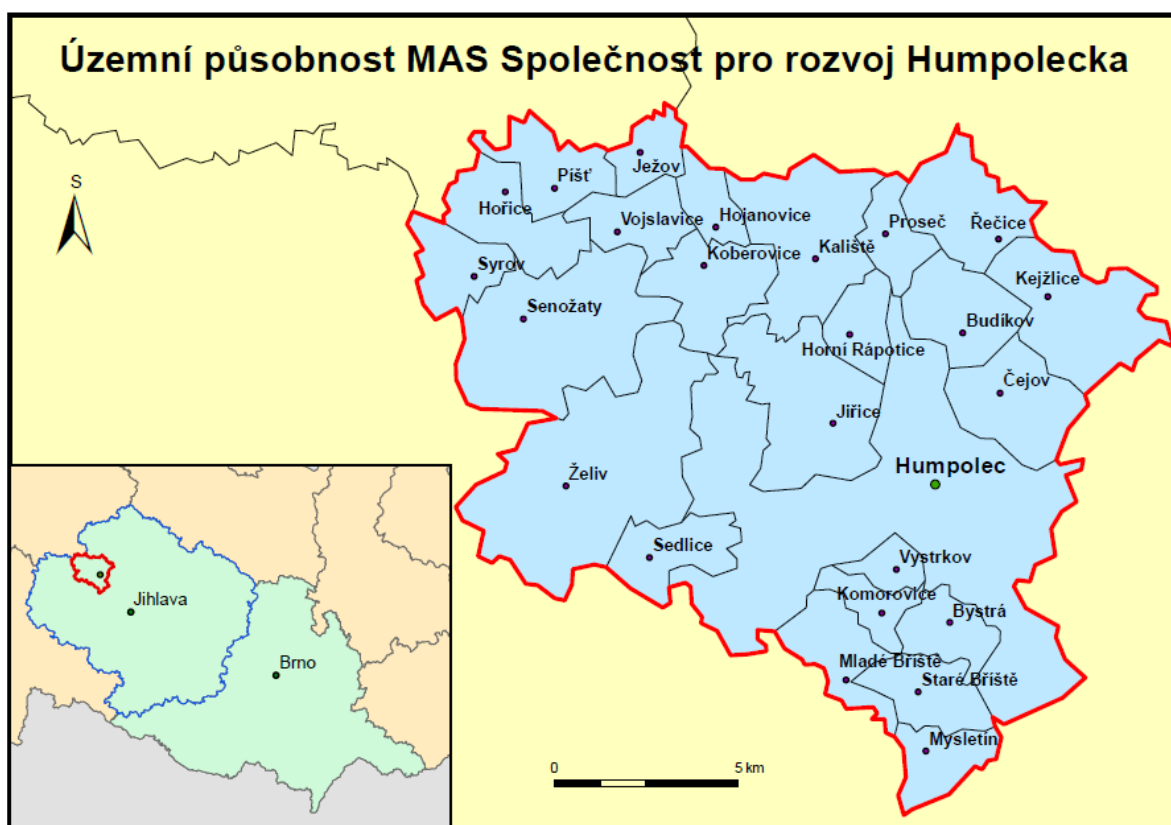 Územní působnost MAS Společnost pro rozvoj Humpolecka
S
Ježov
Píšť
Hořice
Vojslavice
Hojanovice
Proseč
Řečice
Koberovice
Kaliště
Syrov
Kejžlice
Senožaty
Budíkov
Horní Rápotice
Čejov
Jiřice
Humpolec
Želiv
Sedlice
Vystrkov
Komorovice
Bystrá
Mladé Bříště
Staré Bříště
Mysletín
Jihlava
Brno
0 5 km